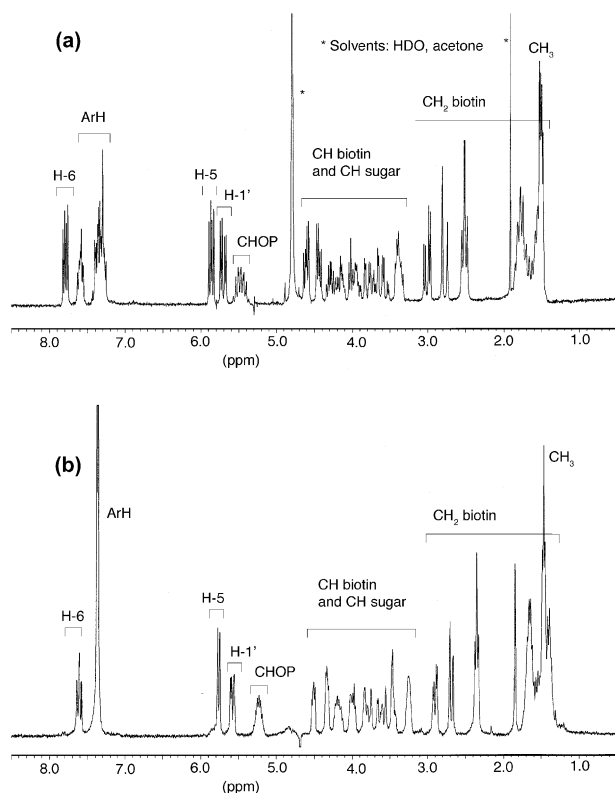 (a)
* Solvents: HDO, acetone
*
CH₃
CH₂ biotin
ArH
H-6
H-5
H-1'
CHOP
*
CH biotin
and CH sugar
8.0 7.0 6.0 5.0 4.0 3.0 2.0 1.0
(ppm)
(b)
CH₃
ArH
CH₂ biotin
CH biotin
and CH sugar
H-5
H-6
H-1'
CHOP
8.0 7.0 6.0 5.0 4.0 3.0 2.0 1.0
(ppm)